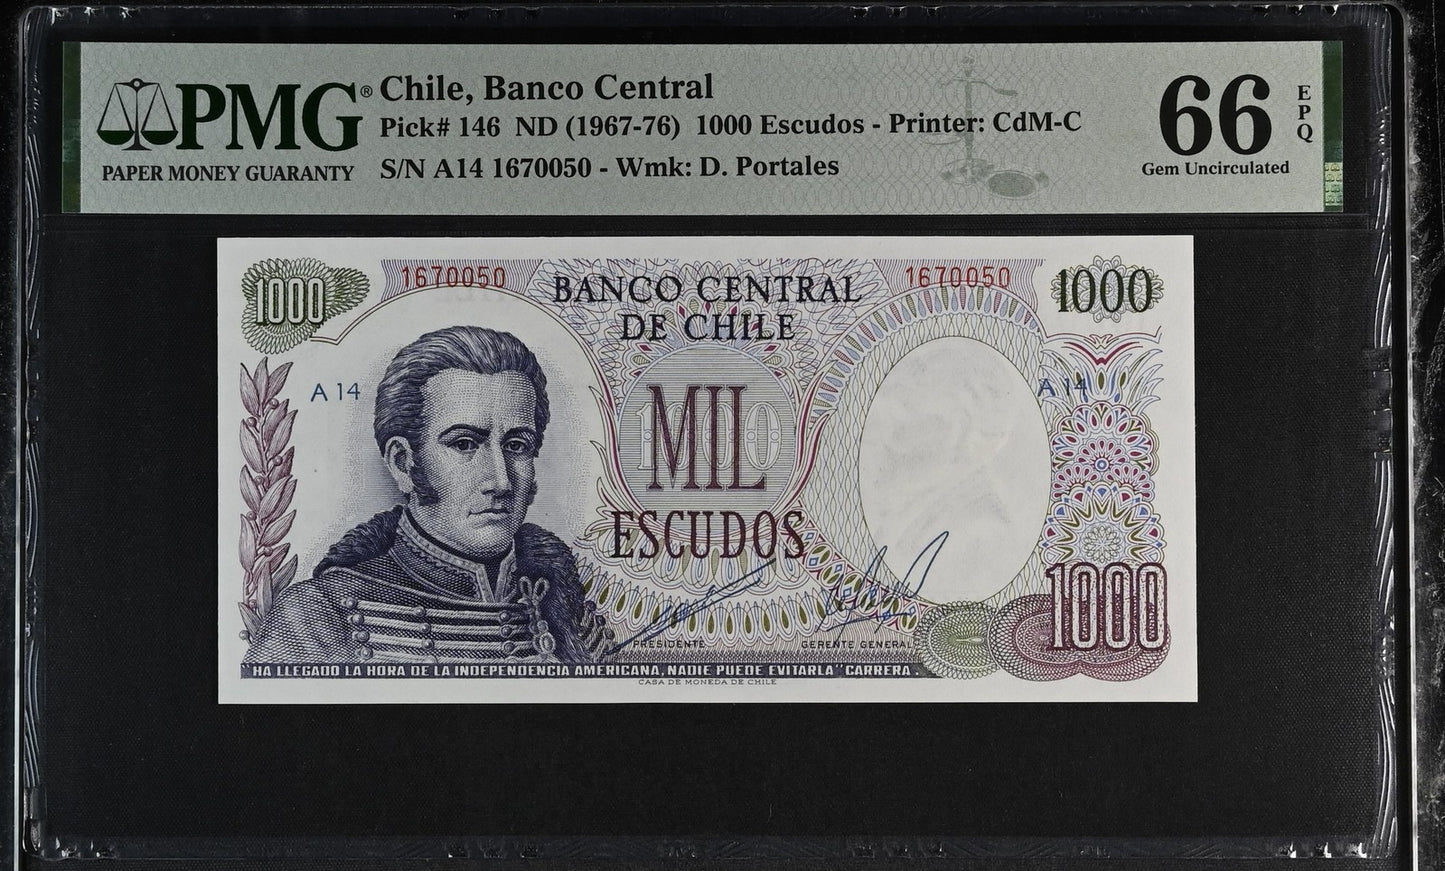 PMG® Chile, Banco Central
Pick# 146 ND (1967-76) 1000 Escudos - Printer: CdM-C
S/N A14 1670050 - Wmk: D. Portales
PAPER MONEY GUARANTY
66 EPQ
Gem Uncirculated
1000 1670050 BANCO CENTRAL 1670050 1000
DE CHILE
A 14 A 14
1000
MIL
ESCUDOS
1000
PRESIDENTE GERENTE GENERAL
"HA LLEGADO LA HORA DE LA INDEPENDENCIA AMERICANA, NADIE PUEDE EVITARLA" CARRERA.
CASA DE MONEDA DE CHILE